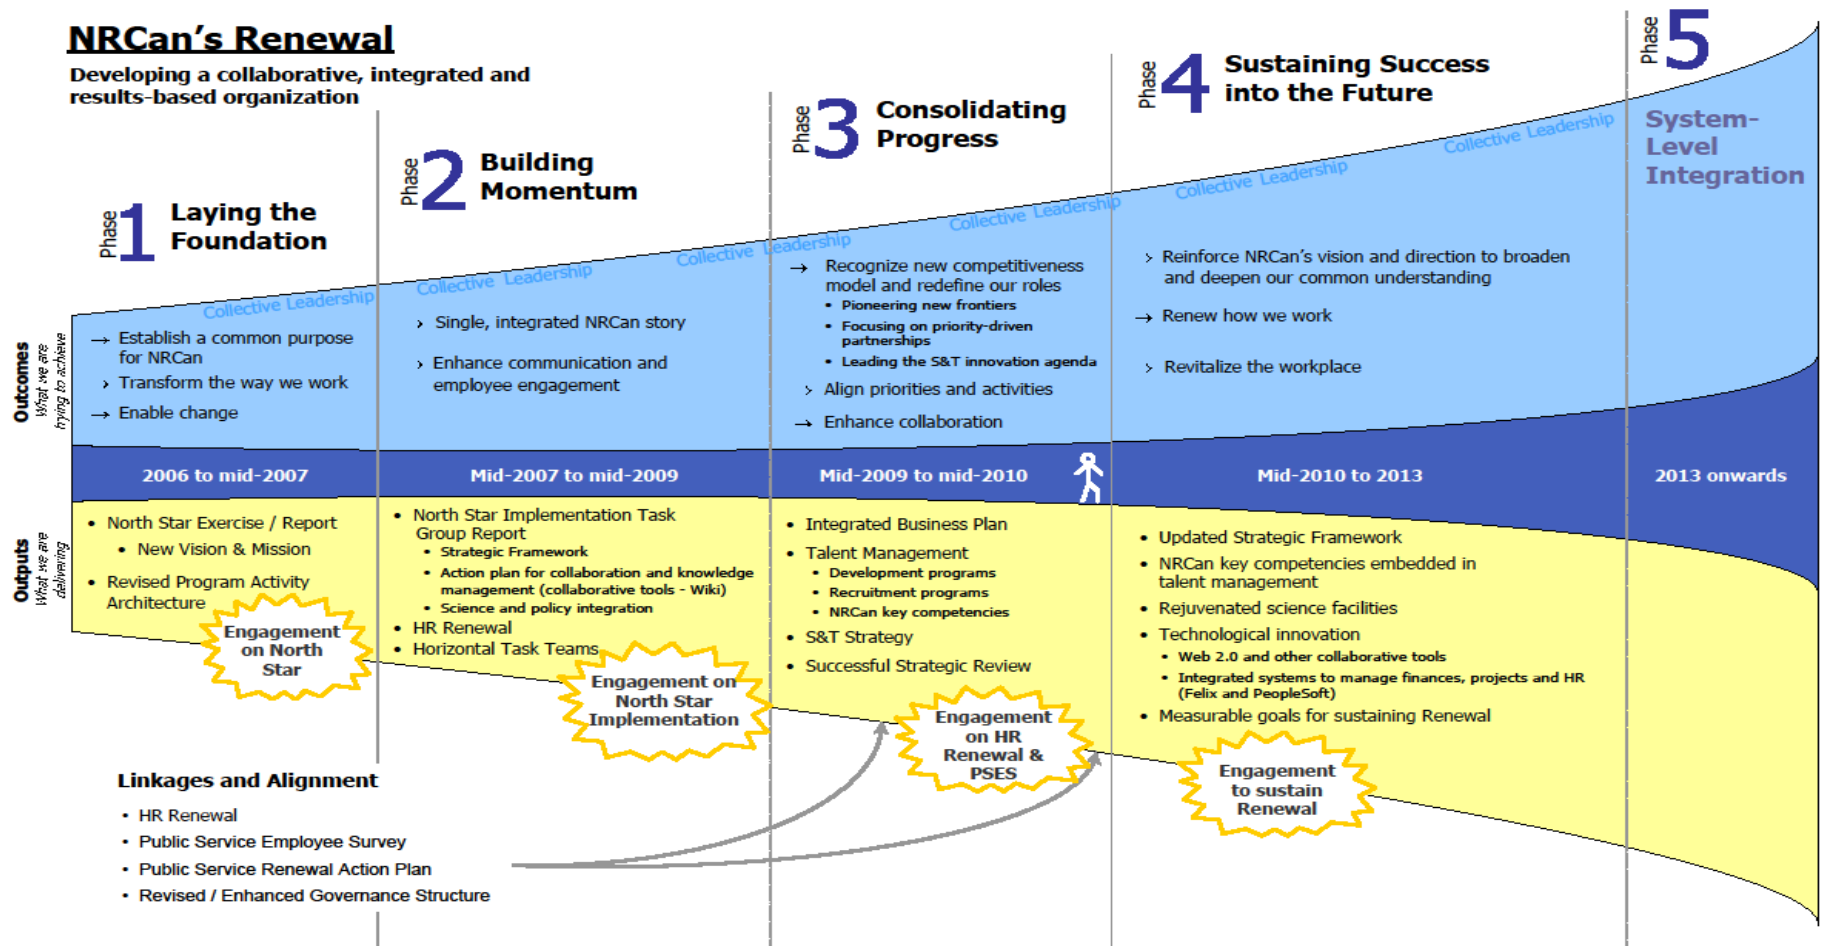 NRCan's Renewal
Developing a collaborative, integrated and
results-based organization
Phase 1
Laying the
Foundation
Phase 2
Building
Momentum
Phase 3
Consolidating
Progress
Phase 4
Sustaining Success
into the Future
Phase 5
System-
Level
Integration
Collective Leadership
Collective Leadership
Collective Leadership
Collective Leadership
Collective Leadership
Collective Leadership
Outcomes
What we are
trying to achieve
→ Establish a common purpose
for NRCan
› Transform the way we work
→ Enable change
› Single, integrated NRCan story
› Enhance communication and
employee engagement
→ Recognize new competitiveness
model and redefine our roles
• Pioneering new frontiers
• Focusing on priority-driven
partnerships
• Leading the S&T innovation agenda
› Align priorities and activities
→ Enhance collaboration
› Reinforce NRCan's vision and direction to broaden
and deepen our common understanding
→ Renew how we work
› Revitalize the workplace
2006 to mid-2007
Mid-2007 to mid-2009
Mid-2009 to mid-2010
Mid-2010 to 2013
2013 onwards
Outputs
What we are
delivering
• North Star Exercise / Report
• New Vision & Mission
• Revised Program Activity
Architecture
Engagement
on North
Star
• North Star Implementation Task
Group Report
• Strategic Framework
• Action plan for collaboration and knowledge
management (collaborative tools - Wiki)
• Science and policy integration
• HR Renewal
• Horizontal Task Teams
Engagement on
North Star
Implementation
• Integrated Business Plan
• Talent Management
• Development programs
• Recruitment programs
• NRCan key competencies
• S&T Strategy
• Successful Strategic Review
Engagement
on HR
Renewal &
PSES
• Updated Strategic Framework
• NRCan key competencies embedded in
talent management
• Rejuvenated science facilities
• Technological innovation
• Web 2.0 and other collaborative tools
• Integrated systems to manage finances, projects and HR
(Felix and PeopleSoft)
• Measurable goals for sustaining Renewal
Engagement
to sustain
Renewal
Linkages and Alignment
• HR Renewal
• Public Service Employee Survey
• Public Service Renewal Action Plan
• Revised / Enhanced Governance Structure